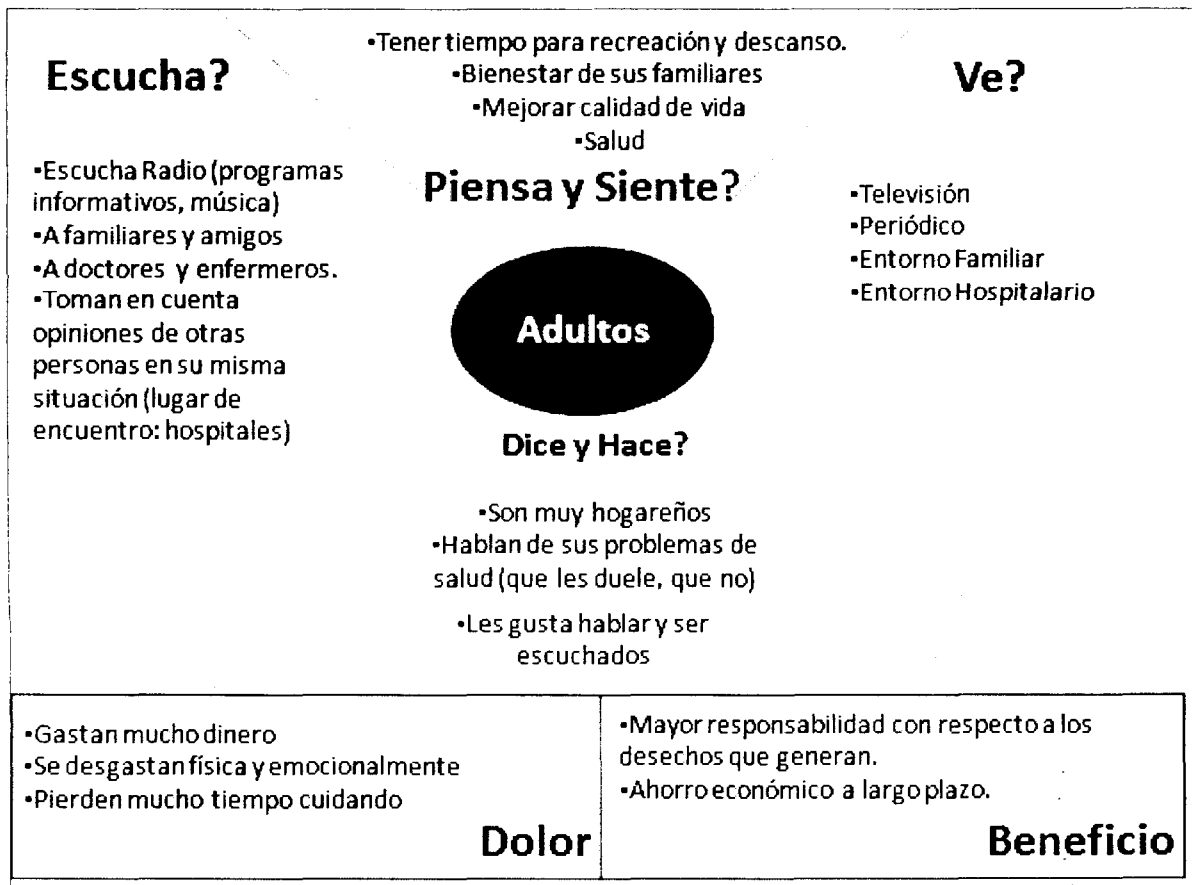 Escucha?
▪Escucha Radio (programas
informativos, música)
▪A familiares y amigos
▪A doctores y enfermeros.
▪Toman en cuenta
opiniones de otras
personas en su misma
situación (lugar de
encuentro: hospitales)
▪Tener tiempo para recreación y descanso.
▪Bienestar de sus familiares
▪Mejorar calidad de vida
▪Salud
Piensa y Siente?
Adultos
Dice y Hace?
▪Son muy hogareños
▪Hablan de sus problemas de
salud (que les duele, que no)
▪Les gusta hablar y ser
escuchados
Ve?
▪Televisión
▪Periódico
▪Entorno Familiar
▪Entorno Hospitalario
▪Gastan mucho dinero
▪Se desgastan física y emocionalmente
▪Pierden mucho tiempo cuidando
Dolor
▪Mayor responsabilidad con respecto a los
desechos que generan.
▪Ahorro económico a largo plazo.
Beneficio